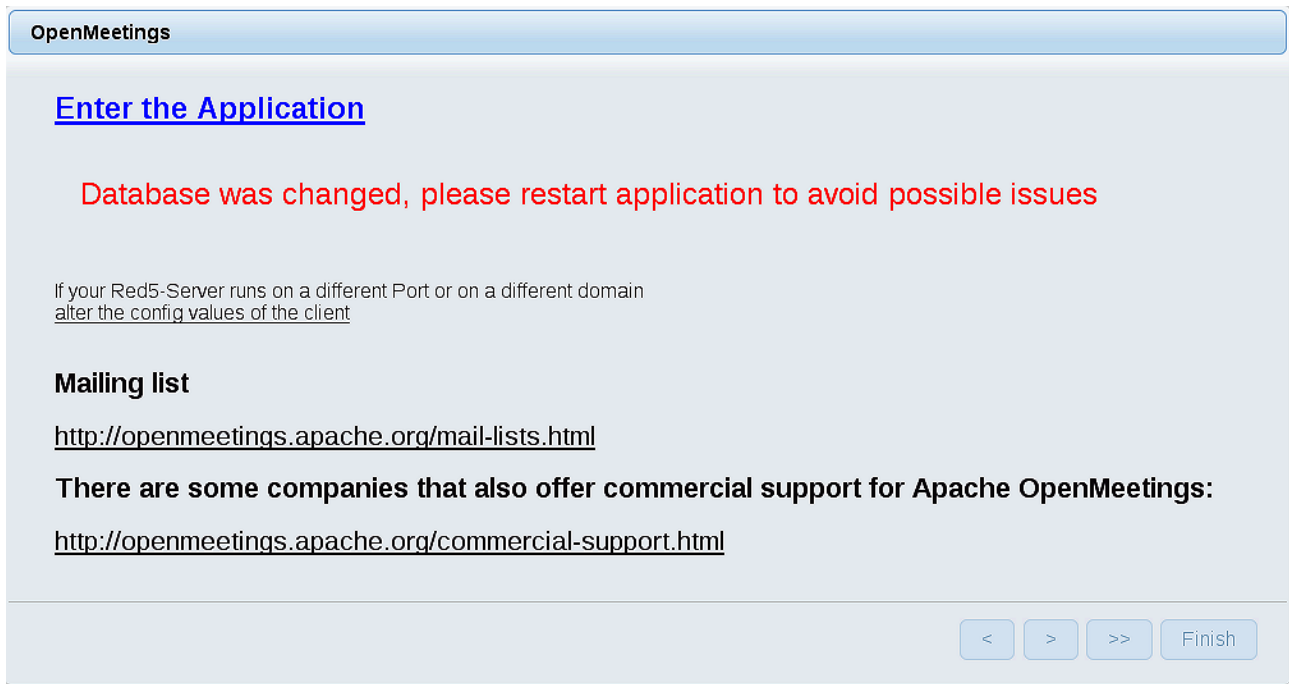 OpenMeetings
Enter the Application
Database was changed, please restart application to avoid possible issues
If your Red5-Server runs on a different Port or on a different domain
alter the config values of the client
Mailing list
http://openmeetings.apache.org/mail-lists.html
There are some companies that also offer commercial support for Apache OpenMeetings:
http://openmeetings.apache.org/commercial-support.html
< > >> Finish